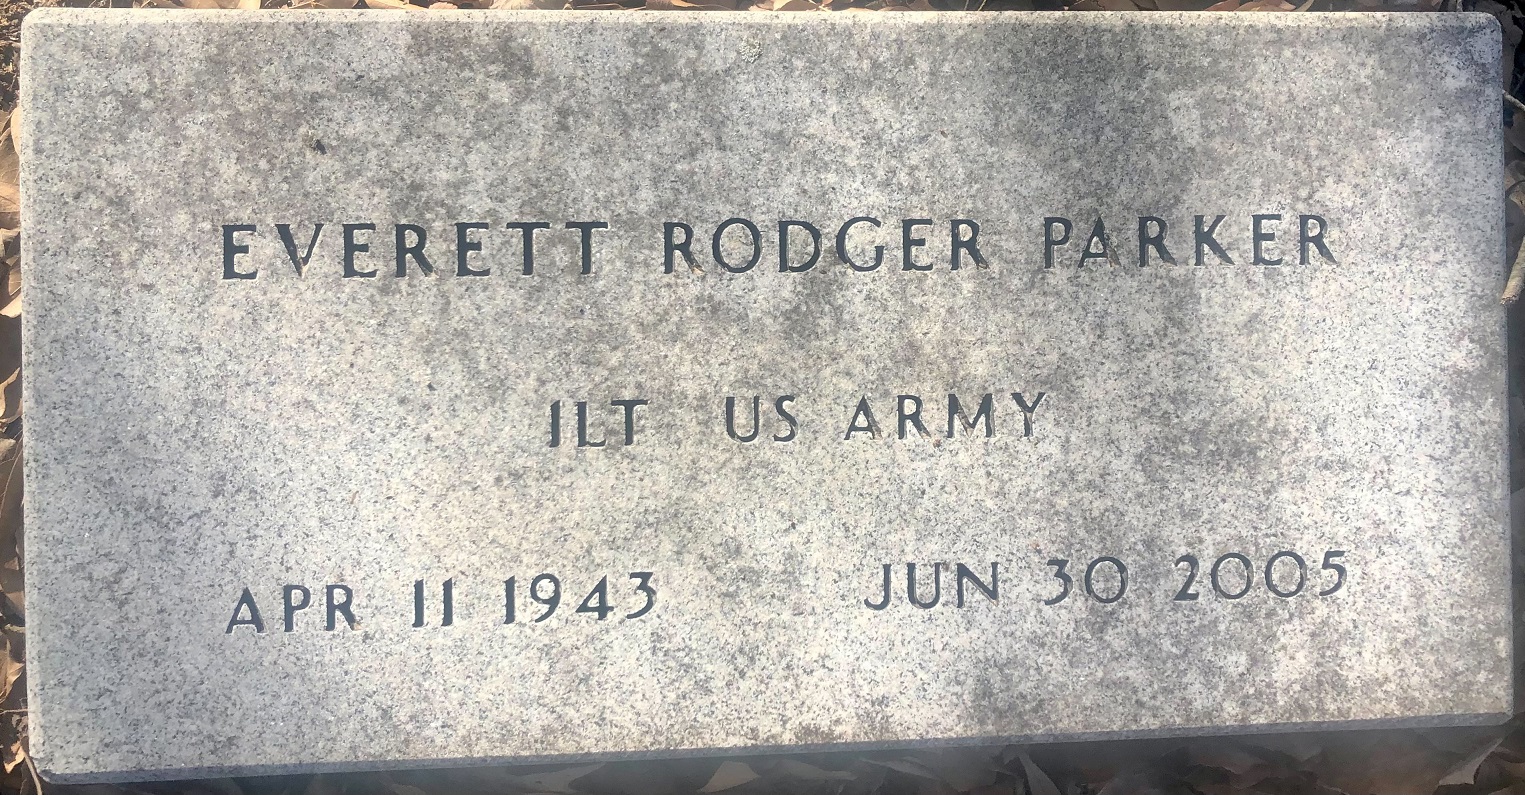 EVERETT RODGER PARKER
1LT US ARMY
APR 11 1943 JUN 30 2005